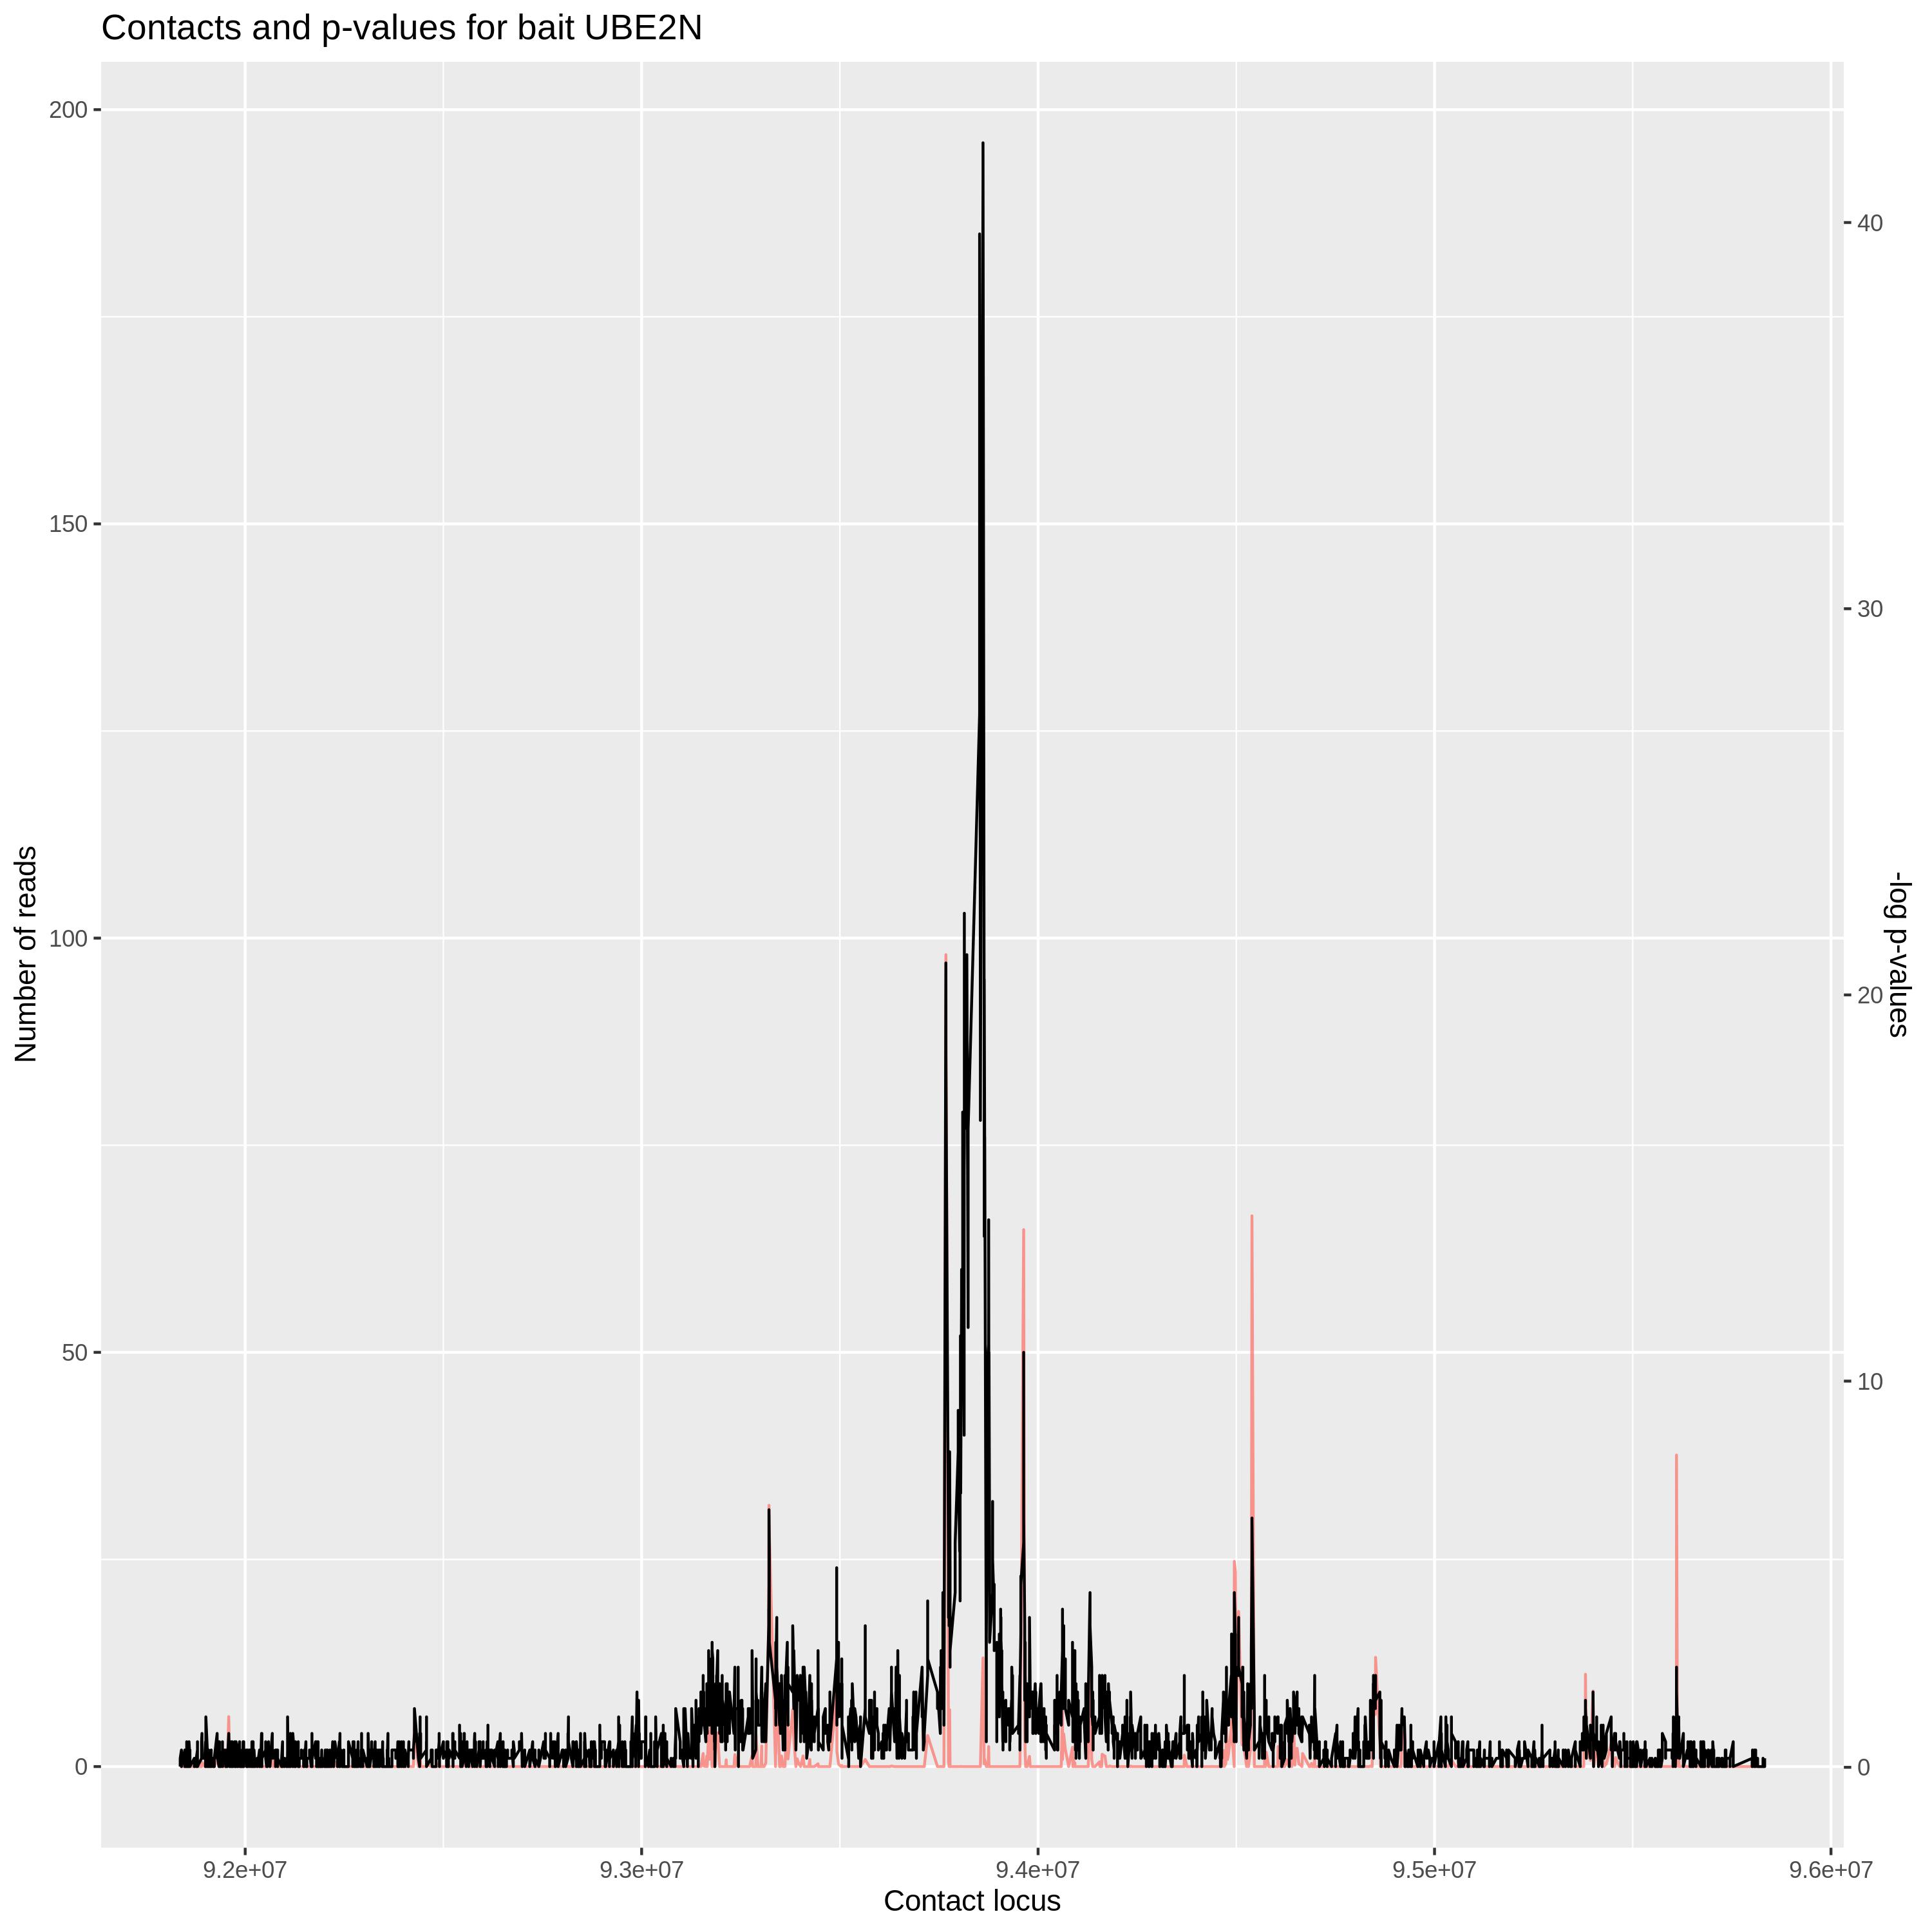 Contacts and p-values for bait UBE2N
200
150
100
50
0
Number of reads
40
30
20
10
0
-log p-values
9.2e+07
9.3e+07
9.4e+07
9.5e+07
9.6e+07
Contact locus